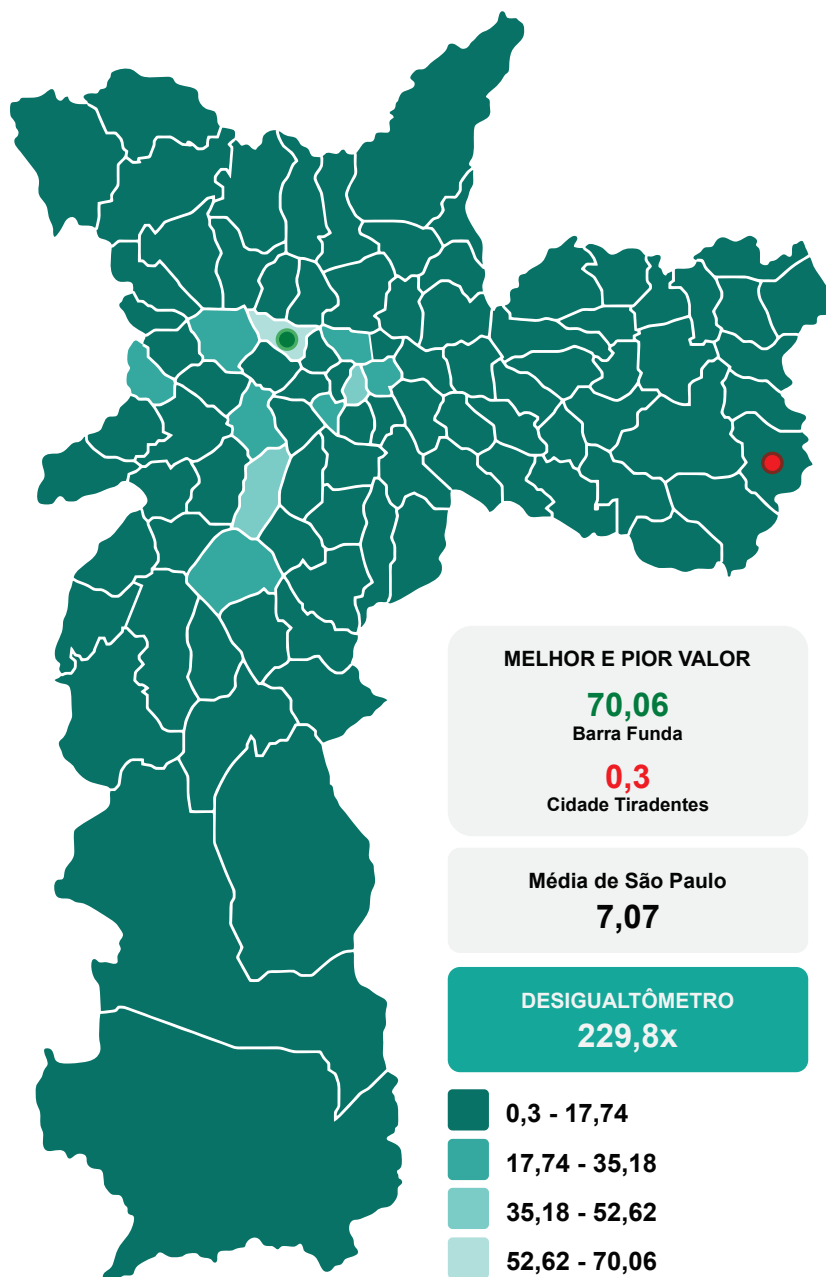 MELHOR E PIOR VALOR
70,06
Barra Funda
0,3
Cidade Tiradentes
Média de São Paulo
7,07
DESIGUALTÔMETRO
229,8x
0,3 - 17,74
17,74 - 35,18
35,18 - 52,62
52,62 - 70,06